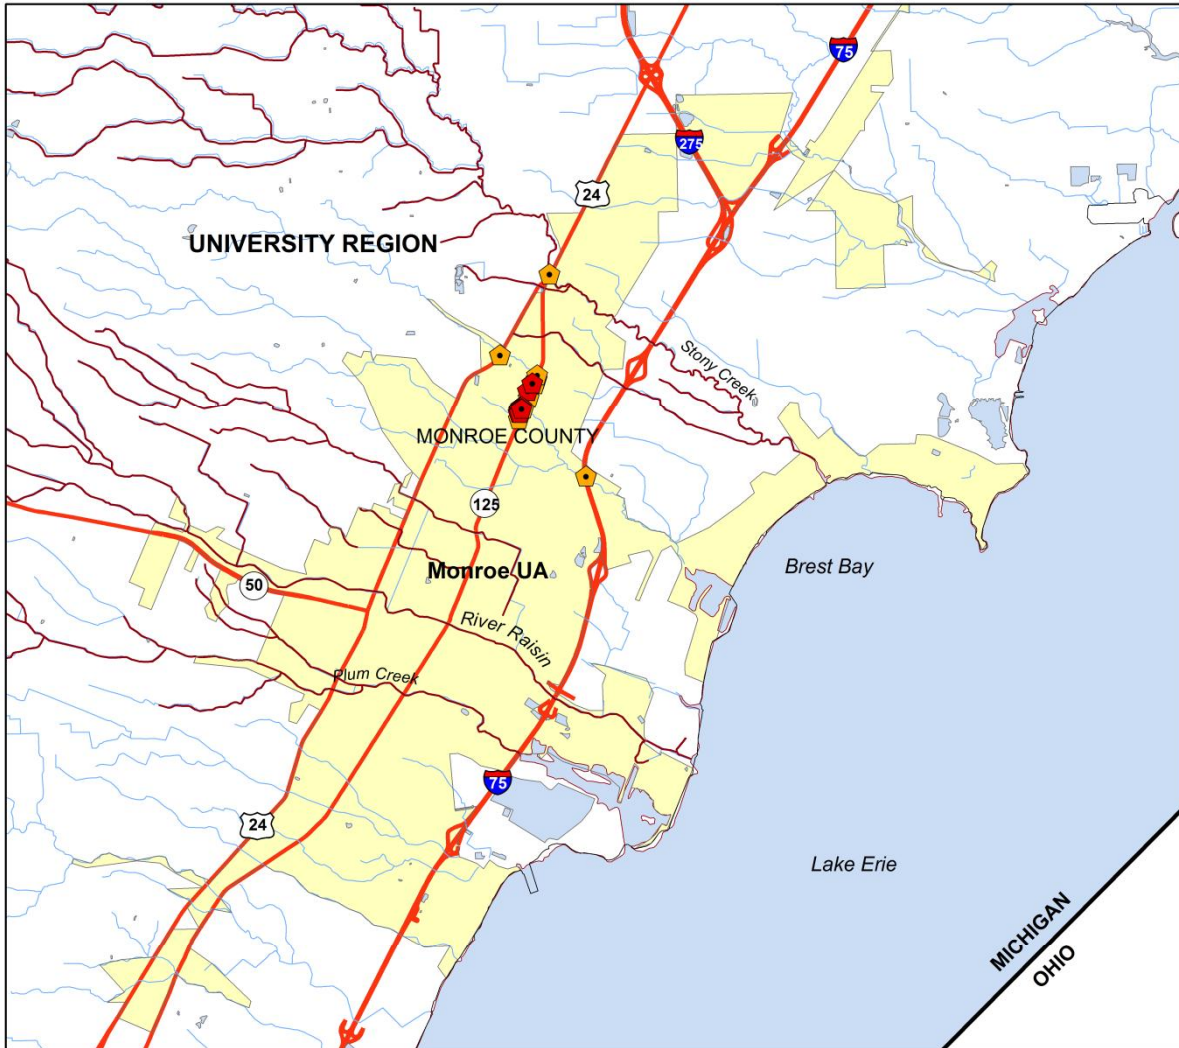 75
275
24
UNIVERSITY REGION
Stony Creek
MONROE COUNTY
125
Brest Bay
Monroe UA
50
River Raisin
Plum Creek
75
24
Lake Erie
MICHIGAN
OHIO